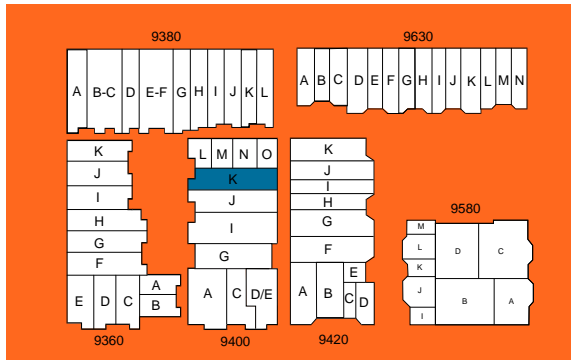 9380
9630
A B-C D E-F G H I J K L
A B C D E F G H I J K L M N
K
J
I
H
G
F
E D C A
B
9360
L M N O
K
J
I
G
A C D/E
9400
K
J
I
H
G
F
E
A B C D
9420
9580
M
L
K
J
I
D C
B A